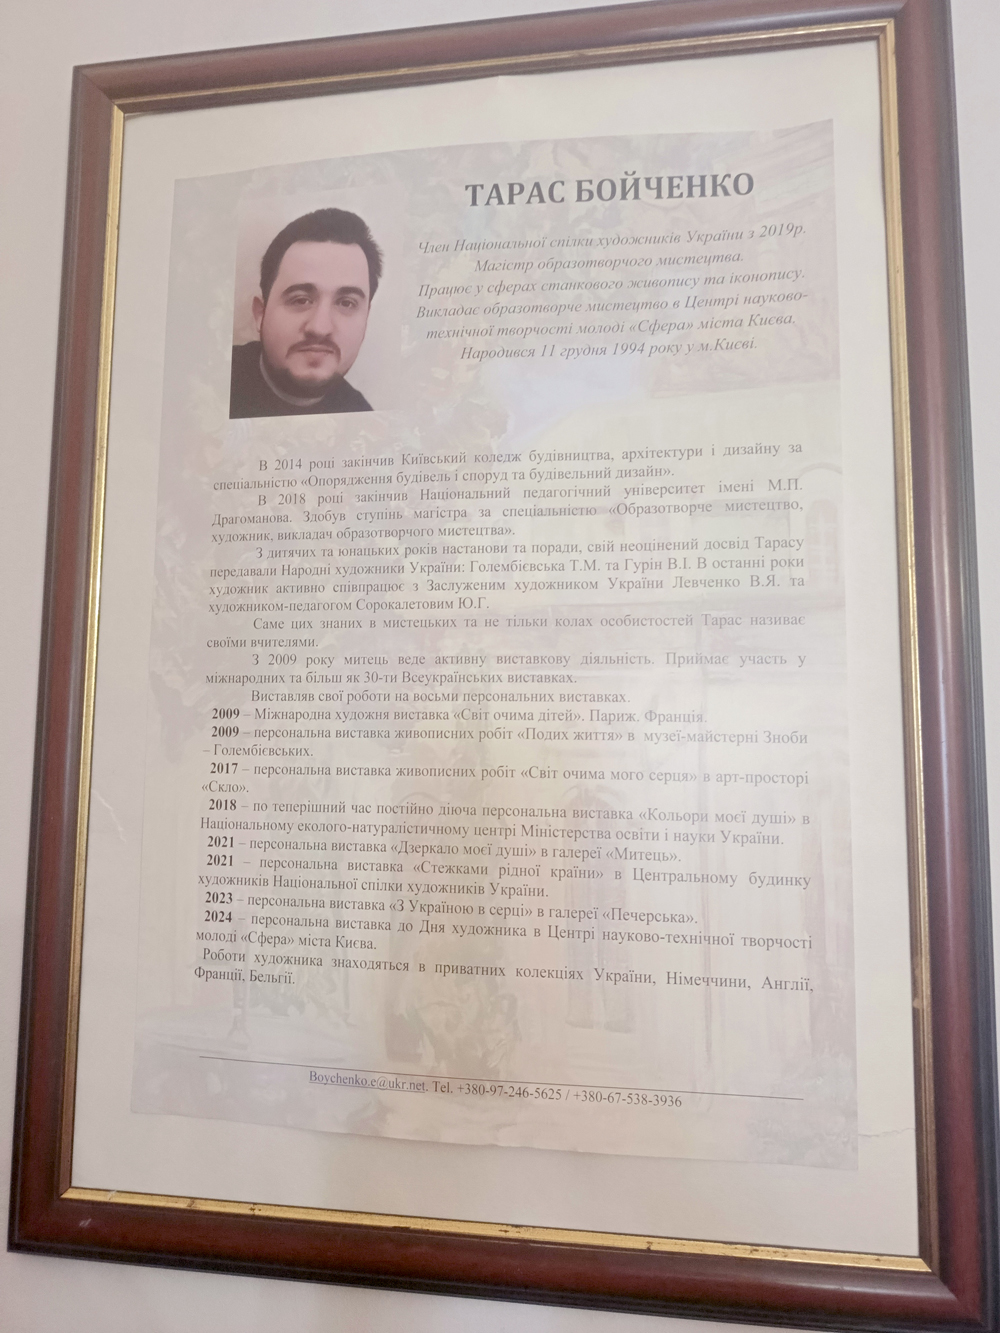 ТАРАС БОЙЧЕНКО
Член Національної спілки художників України з 2019р.
Магістр образотворчого мистецтва.
Працює у сферах станкового живопису та іконопису.
Викладає образотворче мистецтво в Центрі науково-
технічної творчості молоді «Сфера» міста Києва.
Народився 11 грудня 1994 року у м.Києві.
В 2014 році закінчив Київський коледж будівництва, архітектури і дизайну за
спеціальністю «Опорядження будівель і споруд та будівельний дизайн».
В 2018 році закінчив Національний педагогічний університет імені М.П.
Драгоманова. Здобув ступінь магістра за спеціальністю «Образотворче мистецтво,
художник, викладач образотворчого мистецтва».
З дитячих та юнацьких років настанови та поради, свій неоцінений досвід Тарасу
передавали Народні художники України: Голембієвська Т.М. та Гурін В.І. В останні роки
художник активно співпрацює з Заслуженим художником України Левченко В.Я. та
художником-педагогом Сорокалетовим Ю.Г.
Саме цих знаних в мистецьких та не тільки колах особистостей Тарас називає
своїми вчителями.
З 2009 року митець веде активну виставкову діяльність. Приймає участь у
міжнародних та більш як 30-ти Всеукраїнських виставках.
Виставляв свої роботи на восьми персональних виставках.
2009 – Міжнародна художня виставка «Світ очима дітей». Париж. Франція.
2009 – персональна виставка живописних робіт «Подих життя» в музеї-майстерні Зноби
– Голембієвських.
2017 – персональна виставка живописних робіт «Світ очима мого серця» в арт-просторі
«Скло».
2018 – по теперішний час постійно діюча персональна виставка «Кольори моєї душі» в
Національному еколого-натуралістичному центрі Міністерства освіти і науки України.
2021 – персональна виставка «Дзеркало моєї душі» в галереї «Митець».
2021 – персональна виставка «Стежками рідної країни» в Центральному будинку
художників Національної спілки художників України.
2023 – персональна виставка «З Україною в серці» в галереї «Печерська».
2024 – персональна виставка до Дня художника в Центрі науково-технічної творчості
молоді «Сфера» міста Києва.
Роботи художника знаходяться в приватних колекціях України, Німеччини, Англії,
Франції, Бельгії.
Boychenko.e@ukr.net. Tel. +380-97-246-5625 / +380-67-538-3936